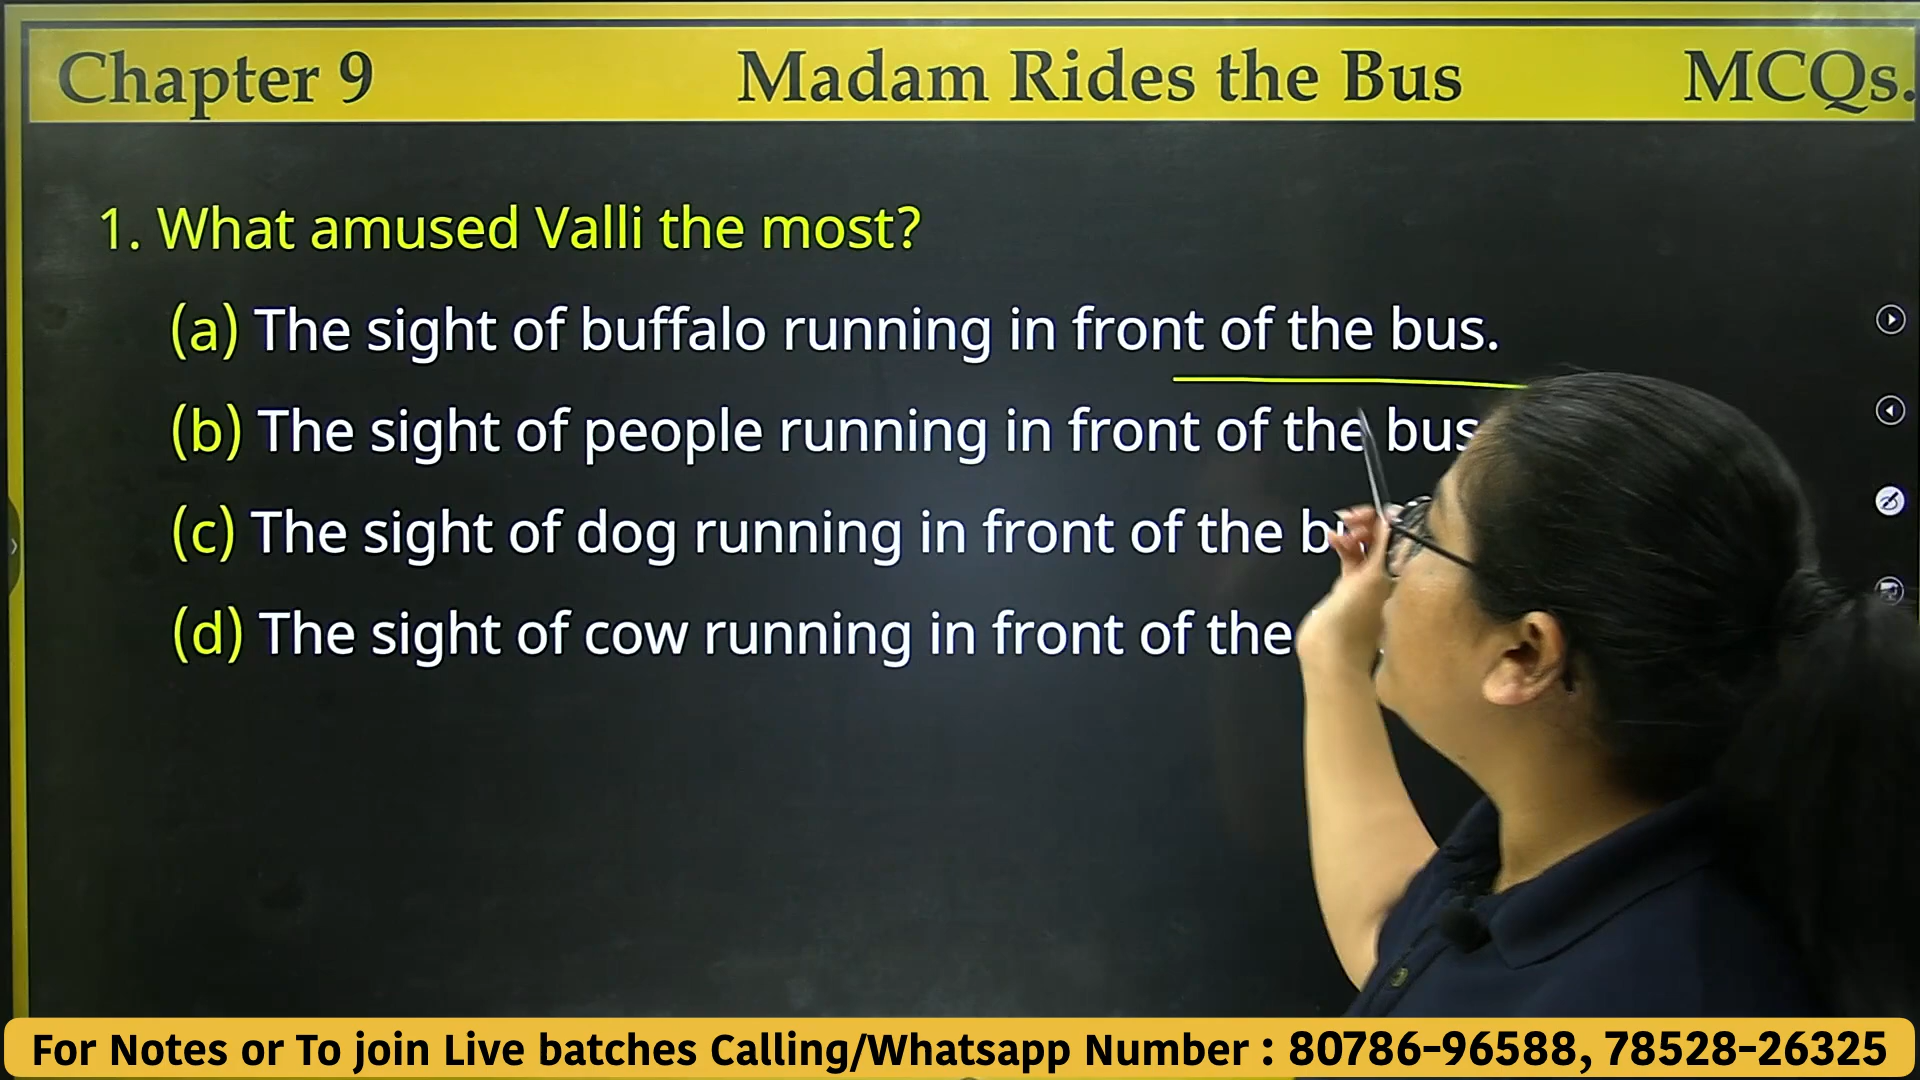 Chapter 9 Madam Rides the Bus MCQs.
1. What amused Valli the most?
(a) The sight of buffalo running in front of the bus.
(b) The sight of people running in front of the bus
(c) The sight of dog running in front of the
(d) The sight of cow running in front of the
For Notes or To join Live batches Calling/Whatsapp Number : 80786-96588, 78528-26325